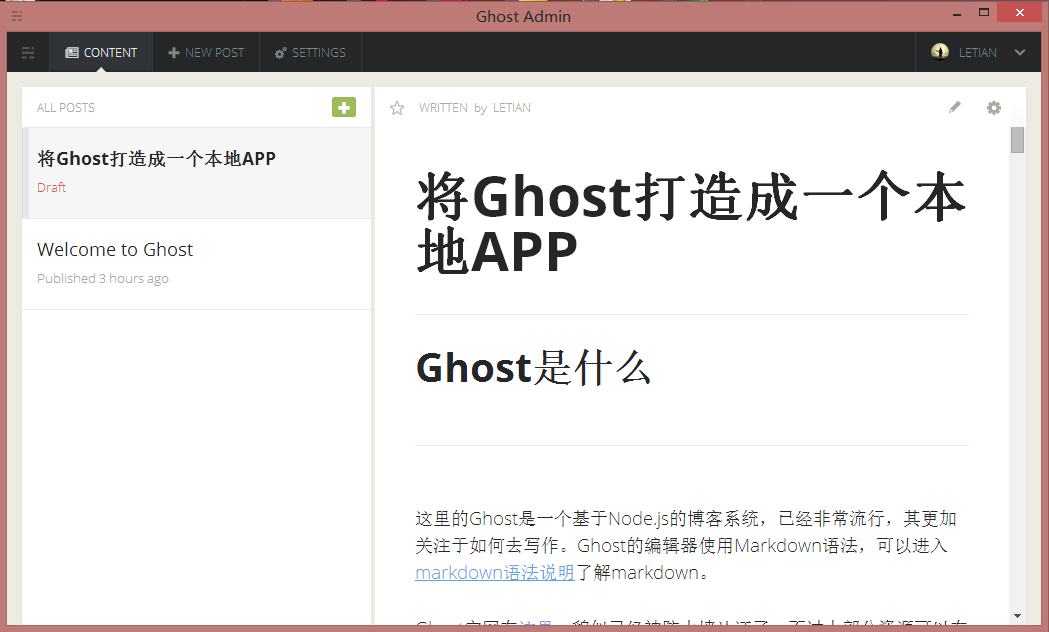 Ghost Admin
CONTENT
NEW POST
SETTINGS
LETIAN
ALL POSTS
将Ghost打造成一个本地APP
Draft
Welcome to Ghost
Published 3 hours ago
WRITTEN by LETIAN
将Ghost打造成一个本
地APP
Ghost是什么
这里的Ghost是一个基于Node.js的博客系统，已经非常流行，其更加
关注于如何去写作。Ghost的编辑器使用Markdown语法，可以进入
markdown语法说明了解markdown。